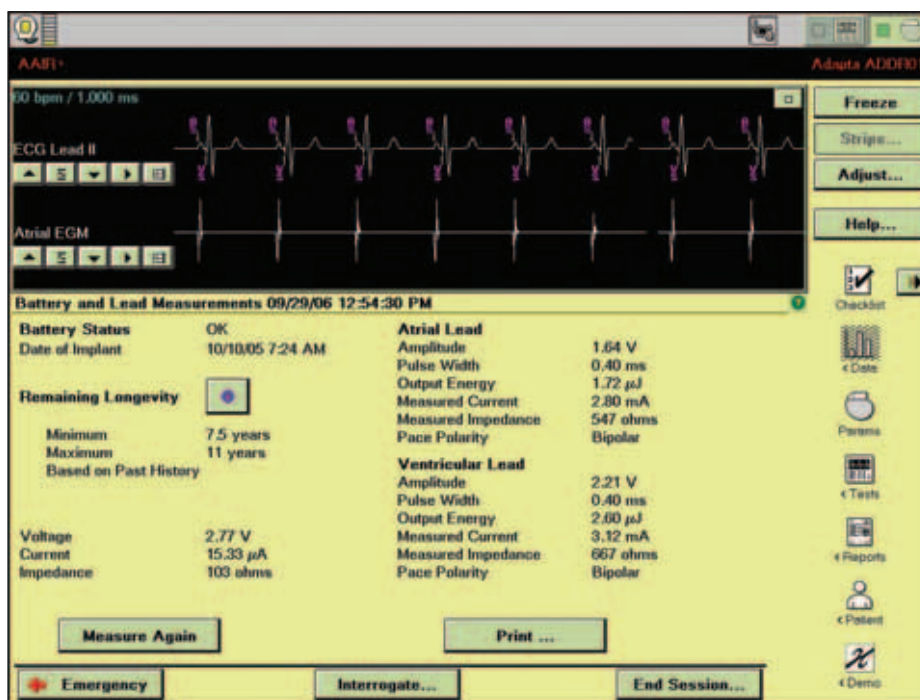 AAIR+ Adapta ADDR01
60 bpm / 1,000 ms
Freeze
ECG Lead II
Strips...
S
Adjust...
Atrial EGM
Help...
S
Battery and Lead Measurements 09/29/06 12:54:30 PM
Checklist
Battery Status OK
Date of Implant 10/10/05 7:24 AM
Remaining Longevity
Minimum 7.5 years
Maximum 11 years
Based on Past History
Voltage 2.77 V
Current 15.33 µA
Impedance 103 ohms
Atrial Lead
Amplitude 1.64 V
Pulse Width 0.40 ms
Output Energy 1.72 µJ
Measured Current 2.80 mA
Measured Impedance 547 ohms
Pace Polarity Bipolar
Ventricular Lead
Amplitude 2.21 V
Pulse Width 0.40 ms
Output Energy 2.60 µJ
Measured Current 3.12 mA
Measured Impedance 667 ohms
Pace Polarity Bipolar
< Data
Params
< Tests
< Reports
< Patient
< Demo
Measure Again
Print ...
Emergency
Interrogate...
End Session...